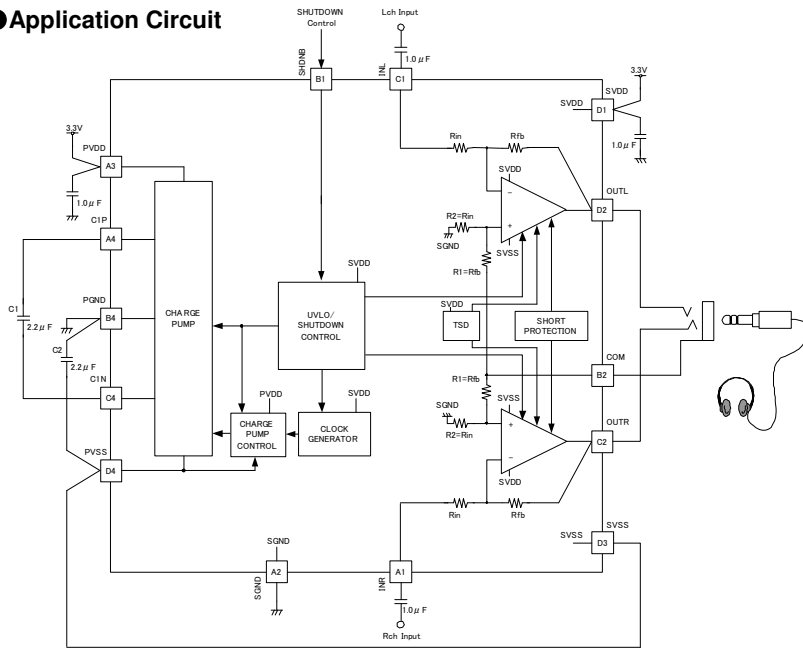 ●Application Circuit
SHUTDOWN
Control
Lch Input
1.0μF
SHDNB
B1
INL
C1
3.3V
SVDD
SVDD
D1
1.0μF
3.3V
PVDD
A3
1.0μF
C1P
A4
C1
2.2μF
PGND
B4
C2
2.2μF
C1N
C4
PVSS
D4
CHARGE
PUMP
SVDD
UVLO/
SHUTDOWN
CONTROL
PVDD
SVDD
CHARGE
PUMP
CONTROL
CLOCK
GENERATOR
Rin
Rfb
SVDD
−
+
SVSS
R2=Rin
SGND
R1=Rfb
OUTL
D2
SVDD
TSD
SHORT
PROTECTION
COM
B2
R1=Rfb
SGND
R2=Rin
SVSS
+
−
SVDD
OUTR
C2
Rin
Rfb
SVSS
SVSS
D3
SGND
SGND
A2
INR
A1
1.0μF
Rch Input